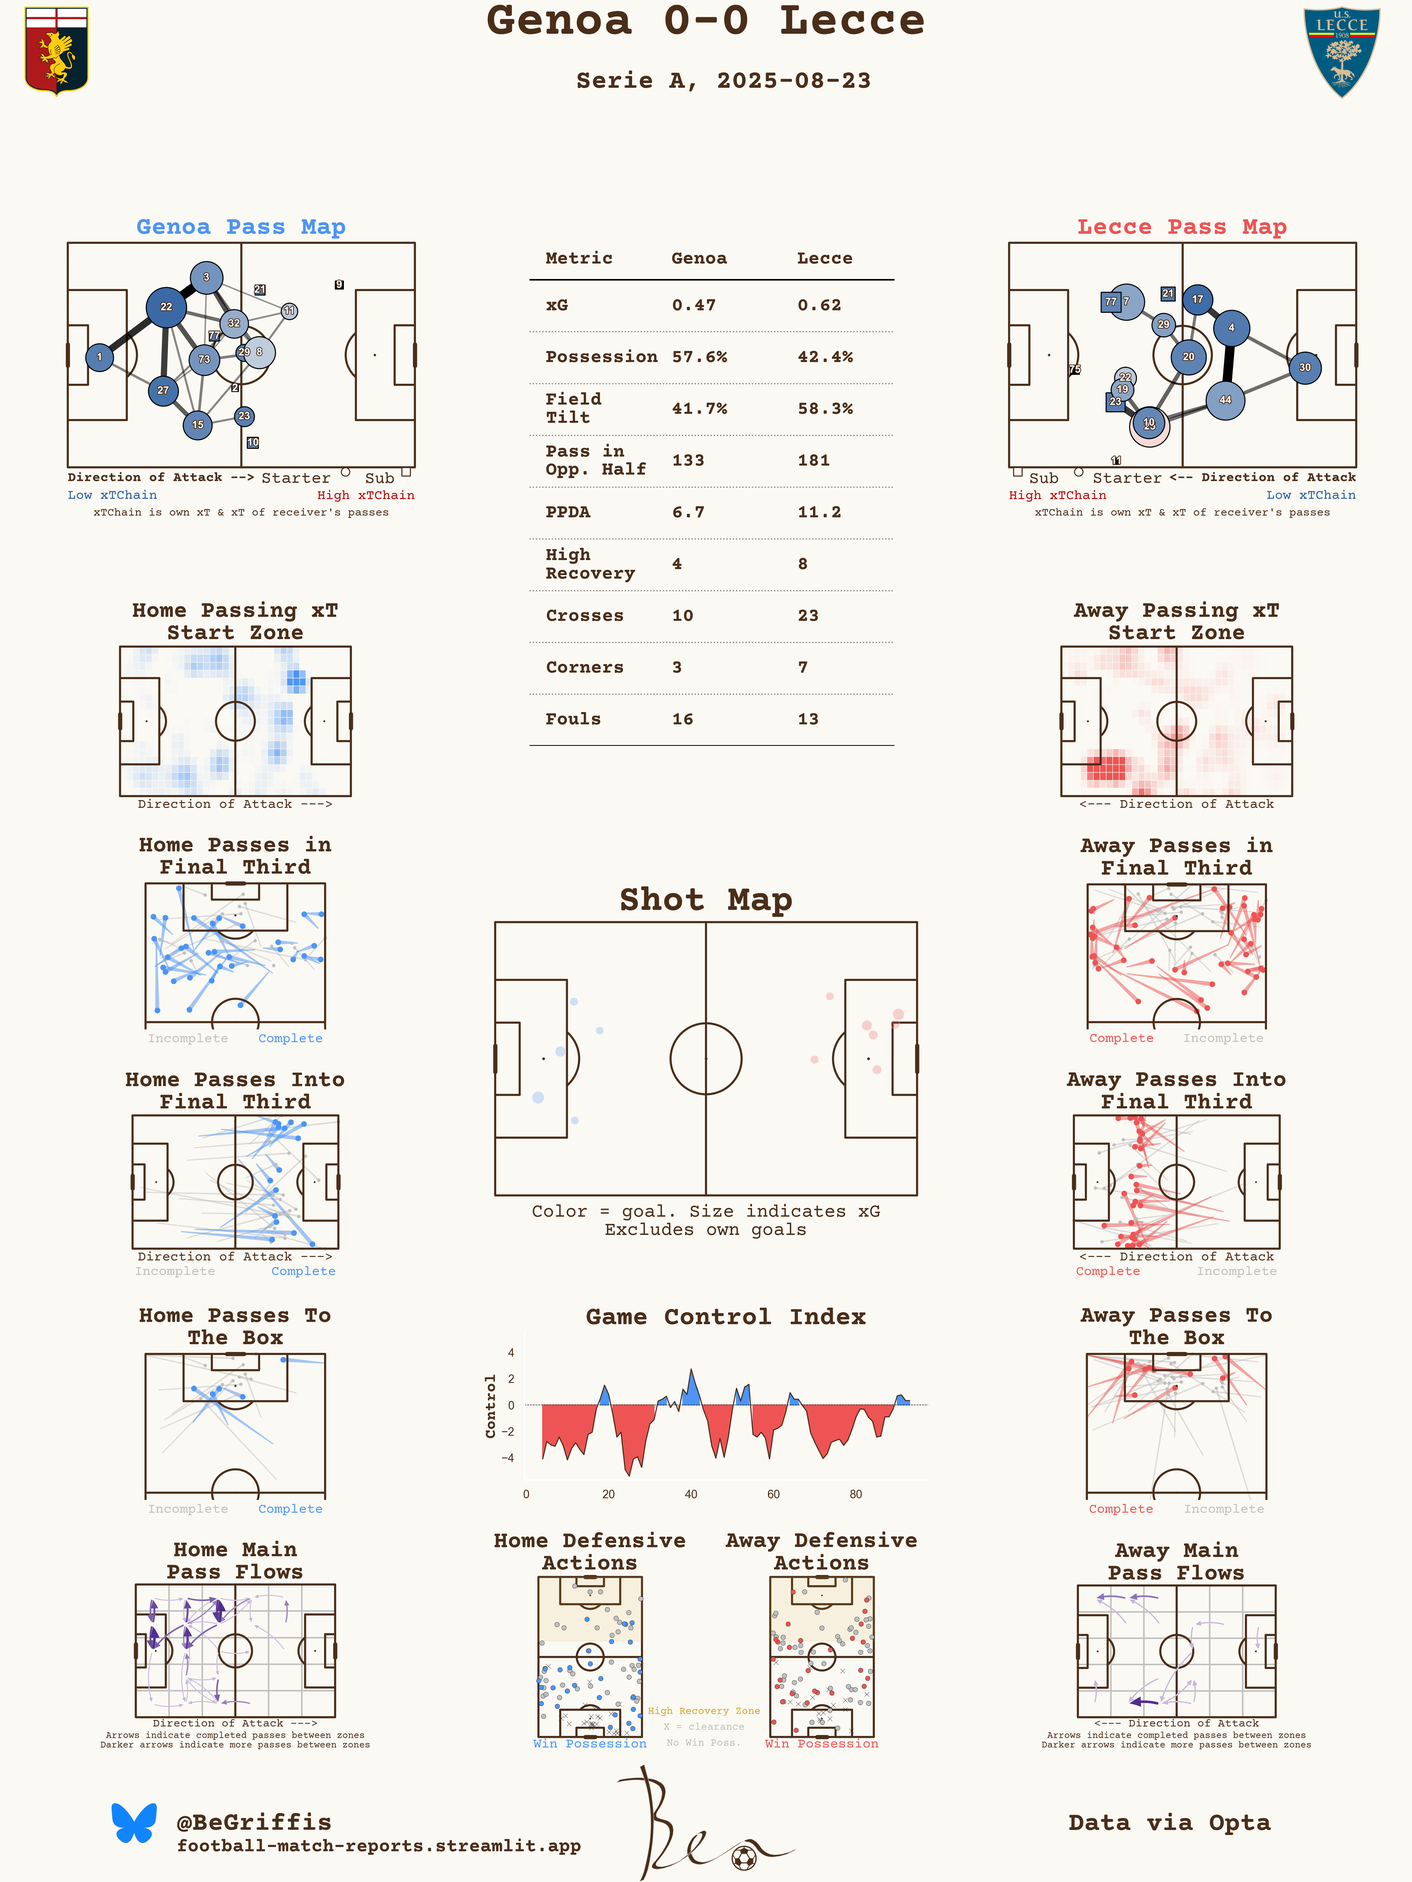 Genoa 0-0 Lecce
Serie A, 2025-08-23
U.S.
LECCE
1908
Genoa Pass Map
3
21
9
22
11
32
77
1
73
29
8
27
2
15
23
10
Direction of Attack --> Starter Sub
Low xTChain High xTChain
xTChain is own xT & xT of receiver's passes
Metric Genoa Lecce
xG 0.47 0.62
Possession 57.6% 42.4%
Field
Tilt 41.7% 58.3%
Pass in
Opp. Half 133 181
PPDA 6.7 11.2
High
Recovery 4 8
Crosses 10 23
Corners 3 7
Fouls 16 13
Lecce Pass Map
77
7
21
17
29
4
20
75
22
30
19
23
44
10
11
Sub Starter <-- Direction of Attack
High xTChain Low xTChain
xTChain is own xT & xT of receiver's passes
Home Passing xT
Start Zone
Direction of Attack --->
Away Passing xT
Start Zone
<--- Direction of Attack
Home Passes in
Final Third
Incomplete Complete
Shot Map
Color = goal. Size indicates xG
Excludes own goals
Away Passes in
Final Third
Complete Incomplete
Home Passes Into
Final Third
Direction of Attack --->
Incomplete Complete
Away Passes Into
Final Third
<--- Direction of Attack
Complete Incomplete
Home Passes To
The Box
Incomplete Complete
Game Control Index
Control
4
2
0
−2
−4
0 20 40 60 80
Away Passes To
The Box
Complete Incomplete
Home Main
Pass Flows
Direction of Attack --->
Arrows indicate completed passes between zones
Darker arrows indicate more passes between zones
Home Defensive
Actions
Win Possession
Away Defensive
Actions
Win Possession
High Recovery Zone
X = clearance
No Win Poss.
Away Main
Pass Flows
<--- Direction of Attack
Arrows indicate completed passes between zones
Darker arrows indicate more passes between zones
@BeGriffis
football-match-reports.streamlit.app
Ben
Data via Opta